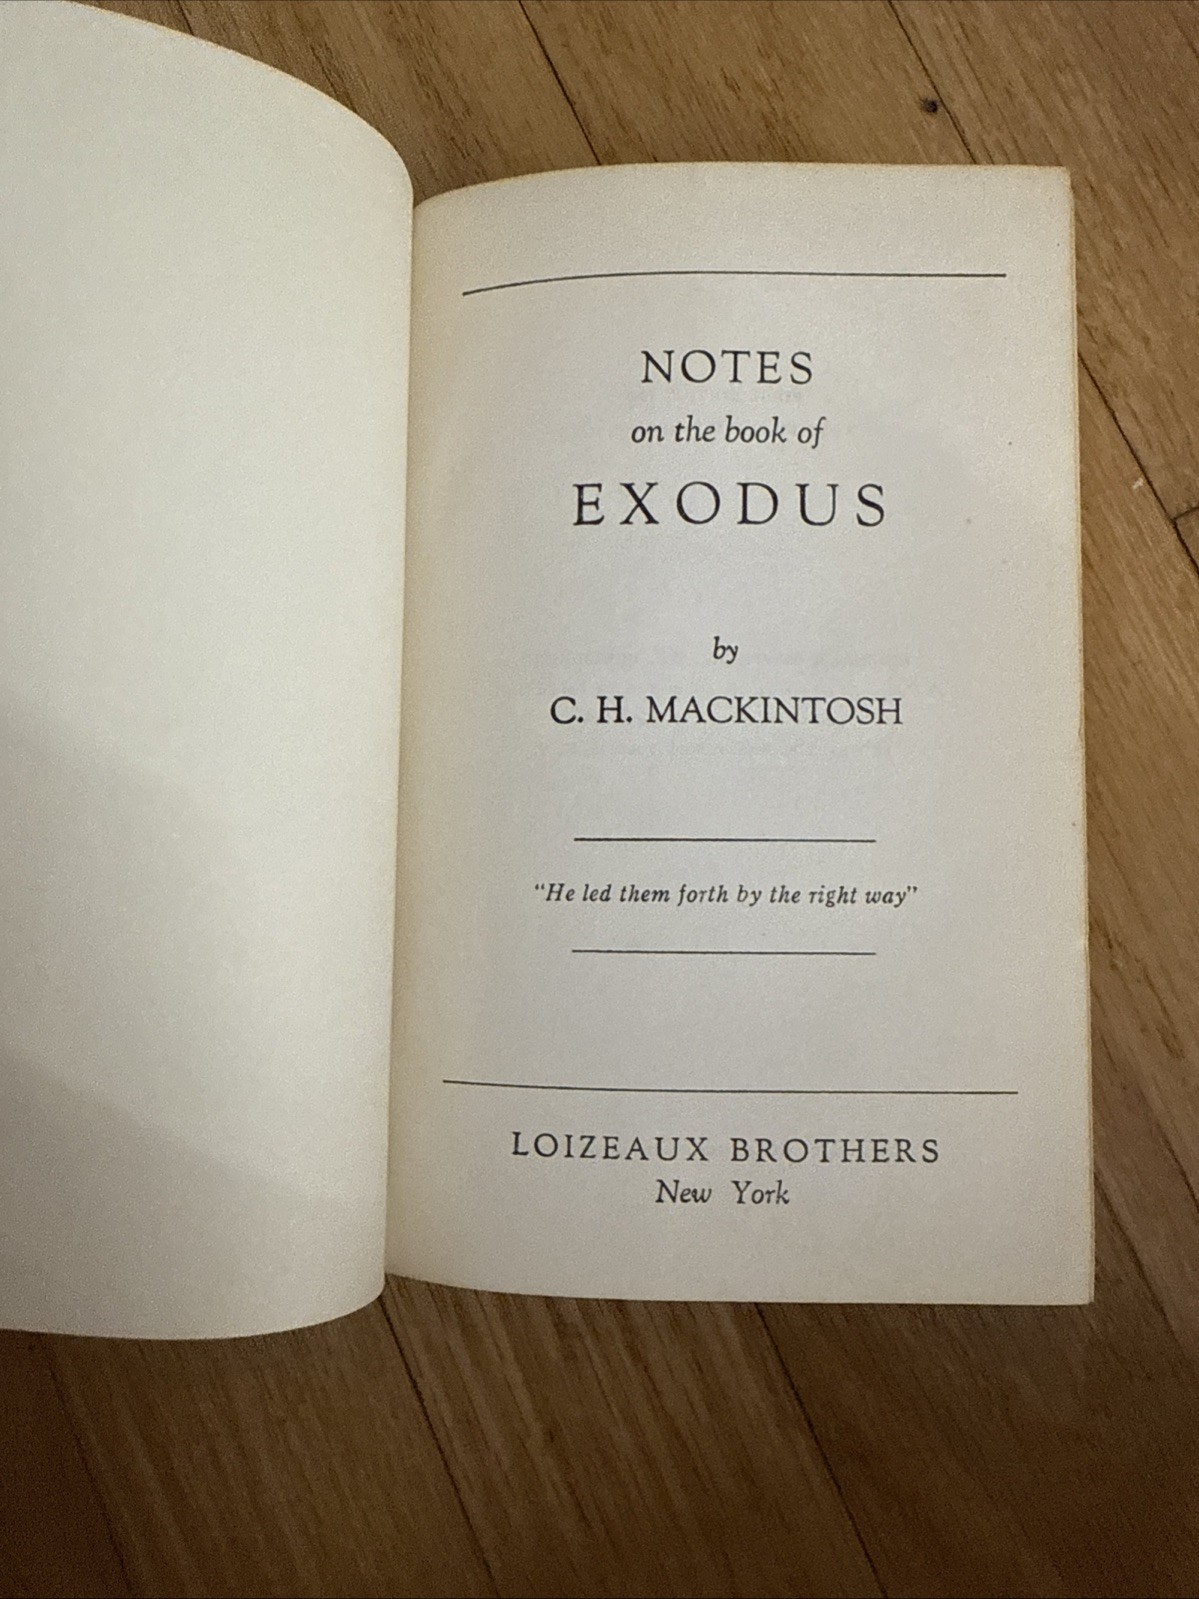 NOTES
on the book of
EXODUS
by
C. H. MACKINTOSH
“He led them forth by the right way”
LOIZEAUX BROTHERS
New York